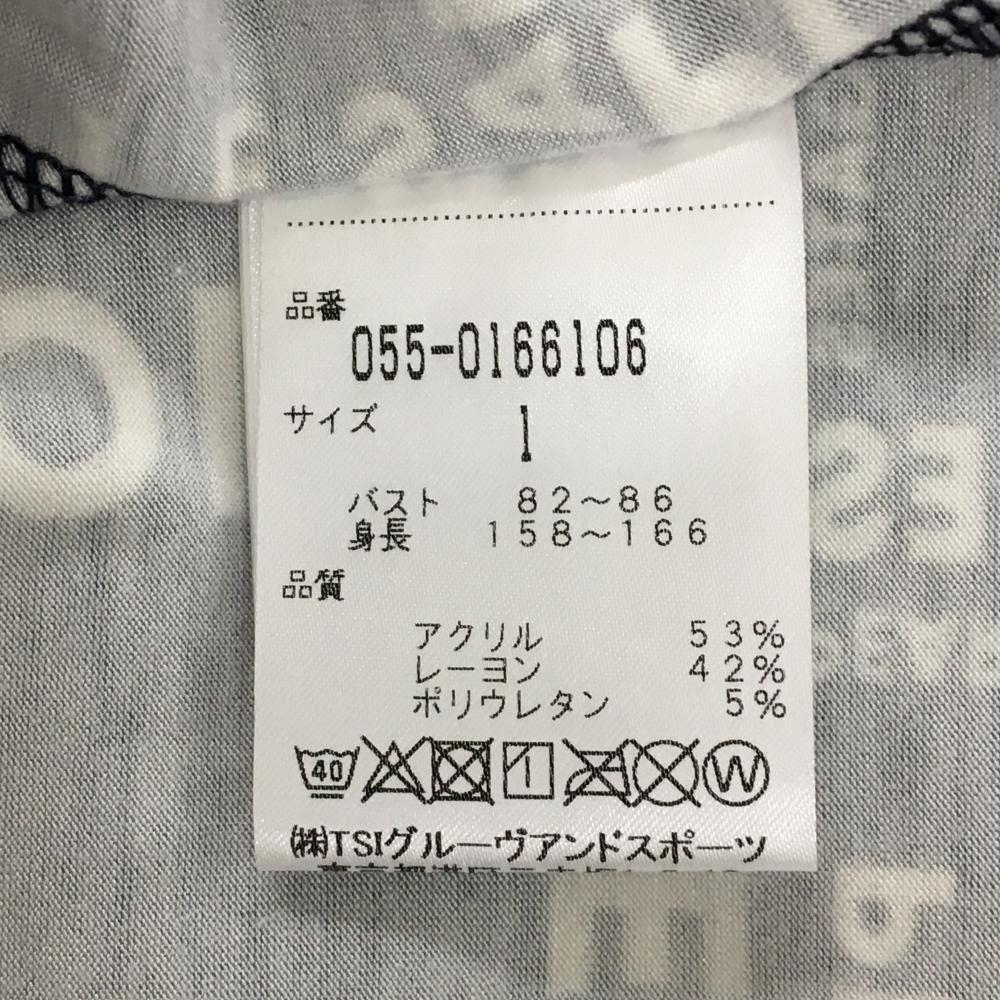 品番
055-0166106
サイズ 1
バスト 82～86
身長 158～166
品質
アクリル 53%
レーヨン 42%
ポリウレタン 5%
40 W
㈱TSIグルーヴアンドスポーツ